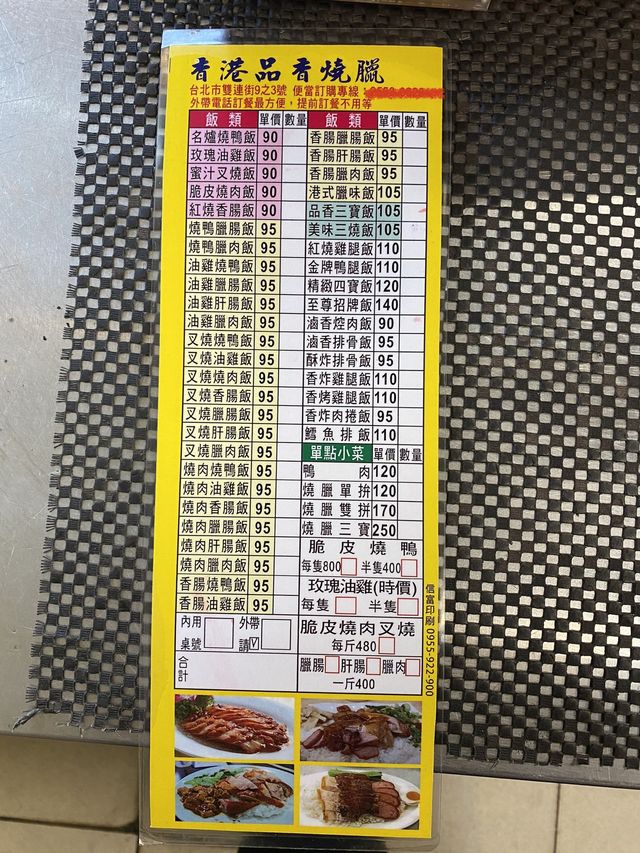 香港品香燒臘
台北市雙連街9之3號 便當訂購專線：
外帶電話訂餐最方便，提前訂餐不用等
飯類 單價 數量
名爐燒鴨飯 90
玫瑰油雞飯 90
蜜汁叉燒飯 90
脆皮燒肉飯 90
紅燒香腸飯 90
燒鴨臘腸飯 95
燒鴨臘肉飯 95
油雞燒鴨飯 95
油雞臘腸飯 95
油雞肝腸飯 95
油雞臘肉飯 95
叉燒燒鴨飯 95
叉燒油雞飯 95
叉燒燒肉飯 95
叉燒香腸飯 95
叉燒臘腸飯 95
叉燒肝腸飯 95
叉燒臘肉飯 95
燒肉燒鴨飯 95
燒肉油雞飯 95
燒肉香腸飯 95
燒肉臘腸飯 95
燒肉肝腸飯 95
燒肉臘肉飯 95
香腸燒鴨飯 95
香腸油雞飯 95
內用 外帶
桌號 請V
合計
飯類 單價 數量
香腸臘腸飯 95
香腸肝腸飯 95
香腸臘肉飯 95
港式臘味飯 105
品香三寶飯 105
美味三燒飯 105
紅燒雞腿飯 110
金牌鴨腿飯 110
精緻四寶飯 120
至尊招牌飯 140
滷香焢肉飯 90
滷香排骨飯 95
酥炸排骨飯 95
香炸雞腿飯 110
香烤雞腿飯 110
香炸肉捲飯 95
鱈魚排飯 110
單點小菜 單價 數量
鴨肉 120
燒臘單拚 120
燒臘雙拼 170
燒臘三寶 250
脆皮燒鴨
每隻800 半隻400
玫瑰油雞(時價)
每隻 半隻
脆皮燒肉叉燒
每斤480
臘腸 肝腸 臘肉
一斤400
信富印刷 0955-922-900